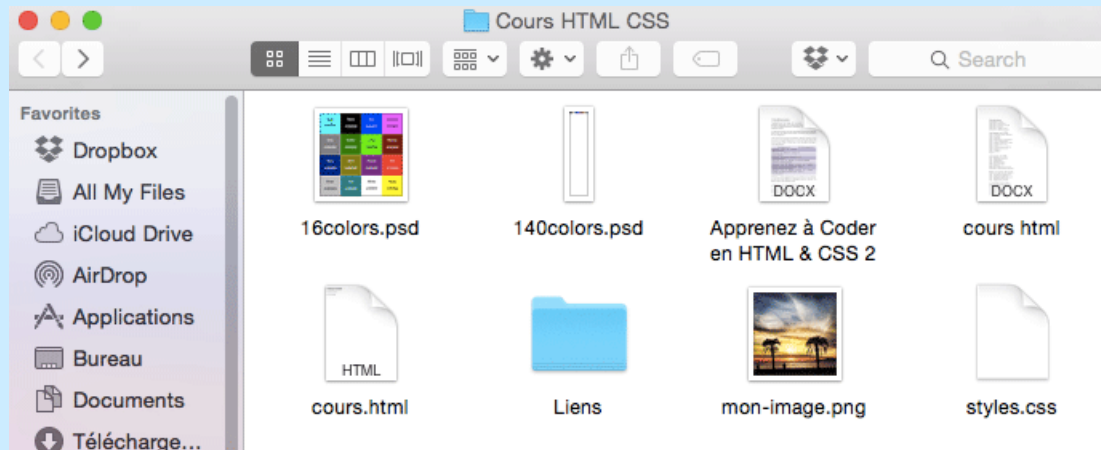 Cours HTML CSS
Search
Favorites
Dropbox
All My Files
iCloud Drive
AirDrop
Applications
Bureau
Documents
Télécharge...
16colors.psd
140colors.psd
DOCX
Apprenez à Coder
en HTML & CSS 2
DOCX
cours html
HTML
cours.html
Liens
mon-image.png
styles.css